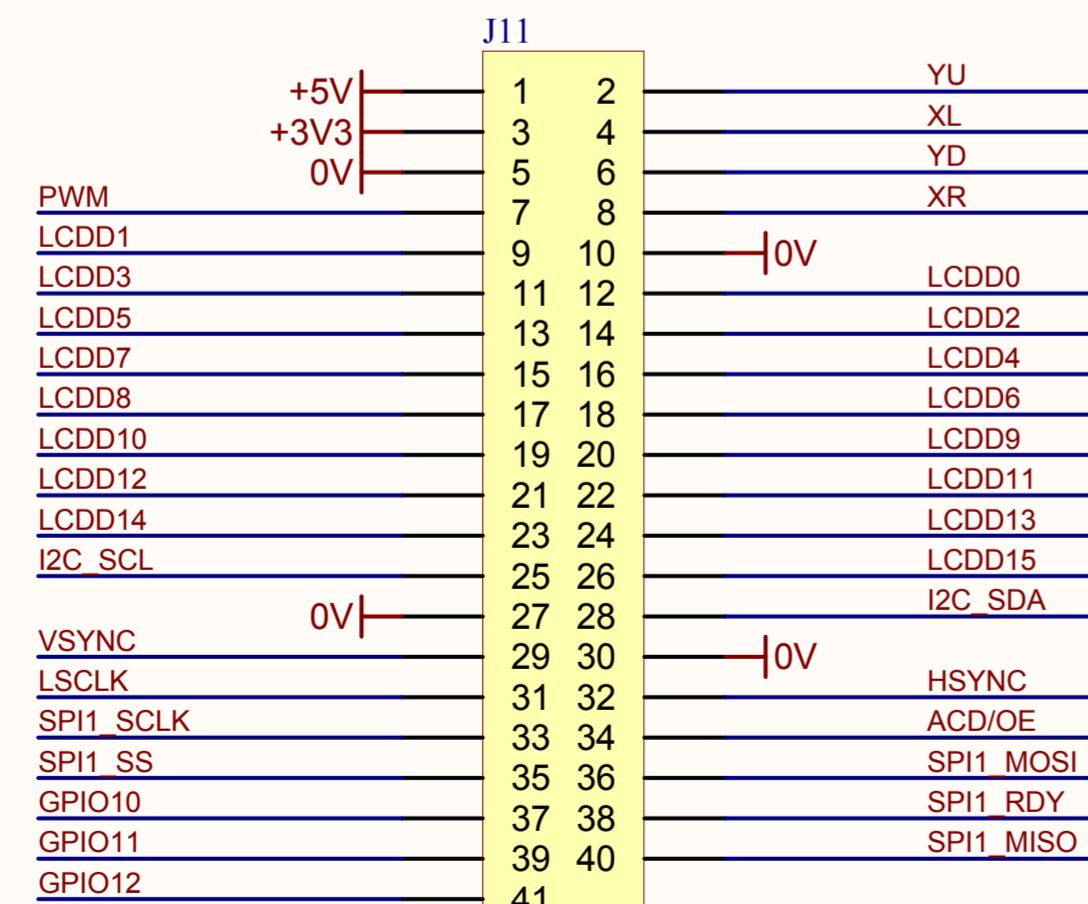 J11
+5V 1 2 YU
+3V3 3 4 XL
0V 5 6 YD
PWM 7 8 XR
LCDD1 9 10 0V
LCDD3 11 12 LCDD0
LCDD5 13 14 LCDD2
LCDD7 15 16 LCDD4
LCDD8 17 18 LCDD6
LCDD10 19 20 LCDD9
LCDD12 21 22 LCDD11
LCDD14 23 24 LCDD13
I2C_SCL 25 26 LCDD15
0V 27 28 I2C_SDA
VSYNC 29 30 0V
LSCLK 31 32 HSYNC
SPI1_SCLK 33 34 ACD/OE
SPI1_SS 35 36 SPI1_MOSI
GPIO10 37 38 SPI1_RDY
GPIO11 39 40 SPI1_MISO
GPIO12 41